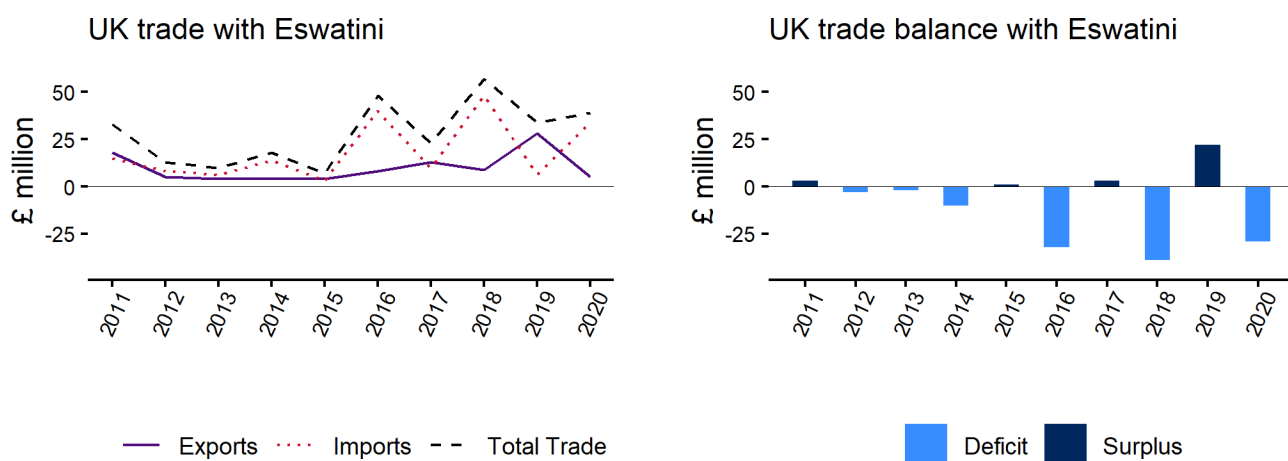 UK trade with Eswatini
£ million
50
25
0
-25
2011 2012 2013 2014 2015 2016 2017 2018 2019 2020
Exports Imports Total Trade
UK trade balance with Eswatini
£ million
50
25
0
-25
2011 2012 2013 2014 2015 2016 2017 2018 2019 2020
Deficit Surplus